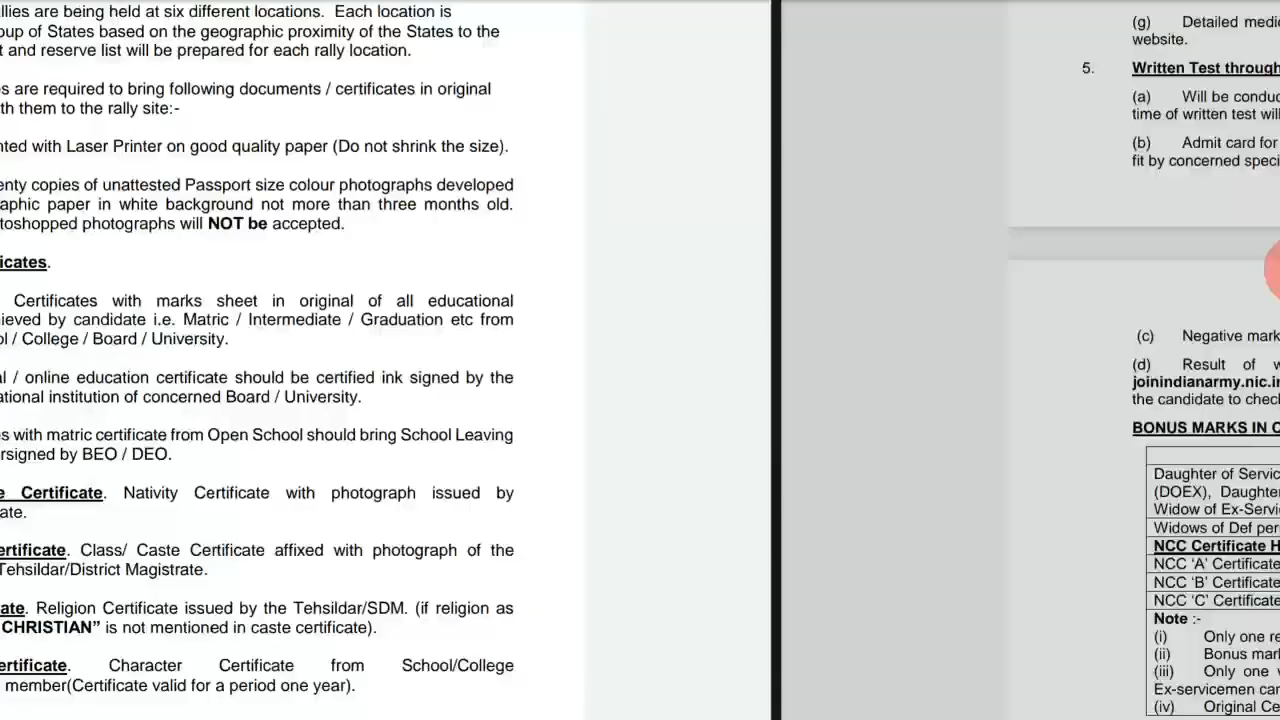 llies are being held at six different locations. Each location is
oup of States based on the geographic proximity of the States to the
t and reserve list will be prepared for each rally location.
es are required to bring following documents / certificates in original
th them to the rally site:-
nted with Laser Printer on good quality paper (Do not shrink the size).
enty copies of unattested Passport size colour photographs developed
aphic paper in white background not more than three months old.
toshopped photographs will NOT be accepted.
icates.
Certificates with marks sheet in original of all educational
ieved by candidate i.e. Matric / Intermediate / Graduation etc from
ol / College / Board / University.
al / online education certificate should be certified ink signed by the
ational institution of concerned Board / University.
es with matric certificate from Open School should bring School Leaving
rsigned by BEO / DEO.
e Certificate. Nativity Certificate with photograph issued by
ate.
ertificate. Class/ Caste Certificate affixed with photograph of the
Tehsildar/District Magistrate.
ate. Religion Certificate issued by the Tehsildar/SDM. (if religion as
CHRISTIAN” is not mentioned in caste certificate).
ertificate. Character Certificate from School/College
member(Certificate valid for a period one year).
(g) Detailed medic
website.
5. Written Test through
(a) Will be conduc
time of written test will
(b) Admit card for
fit by concerned speci
(c) Negative mark
(d) Result of w
joinindianarmy.nic.in
the candidate to check
BONUS MARKS IN C
Daughter of Servic
(DOEX), Daughter
Widow of Ex-Servi
Widows of Def per
NCC Certificate H
NCC ‘A’ Certificate
NCC ‘B’ Certificate
NCC ‘C’ Certificate
Note :-
(i) Only one re
(ii) Bonus mark
(iii) Only one w
Ex-servicemen can
(iv) Original Ce